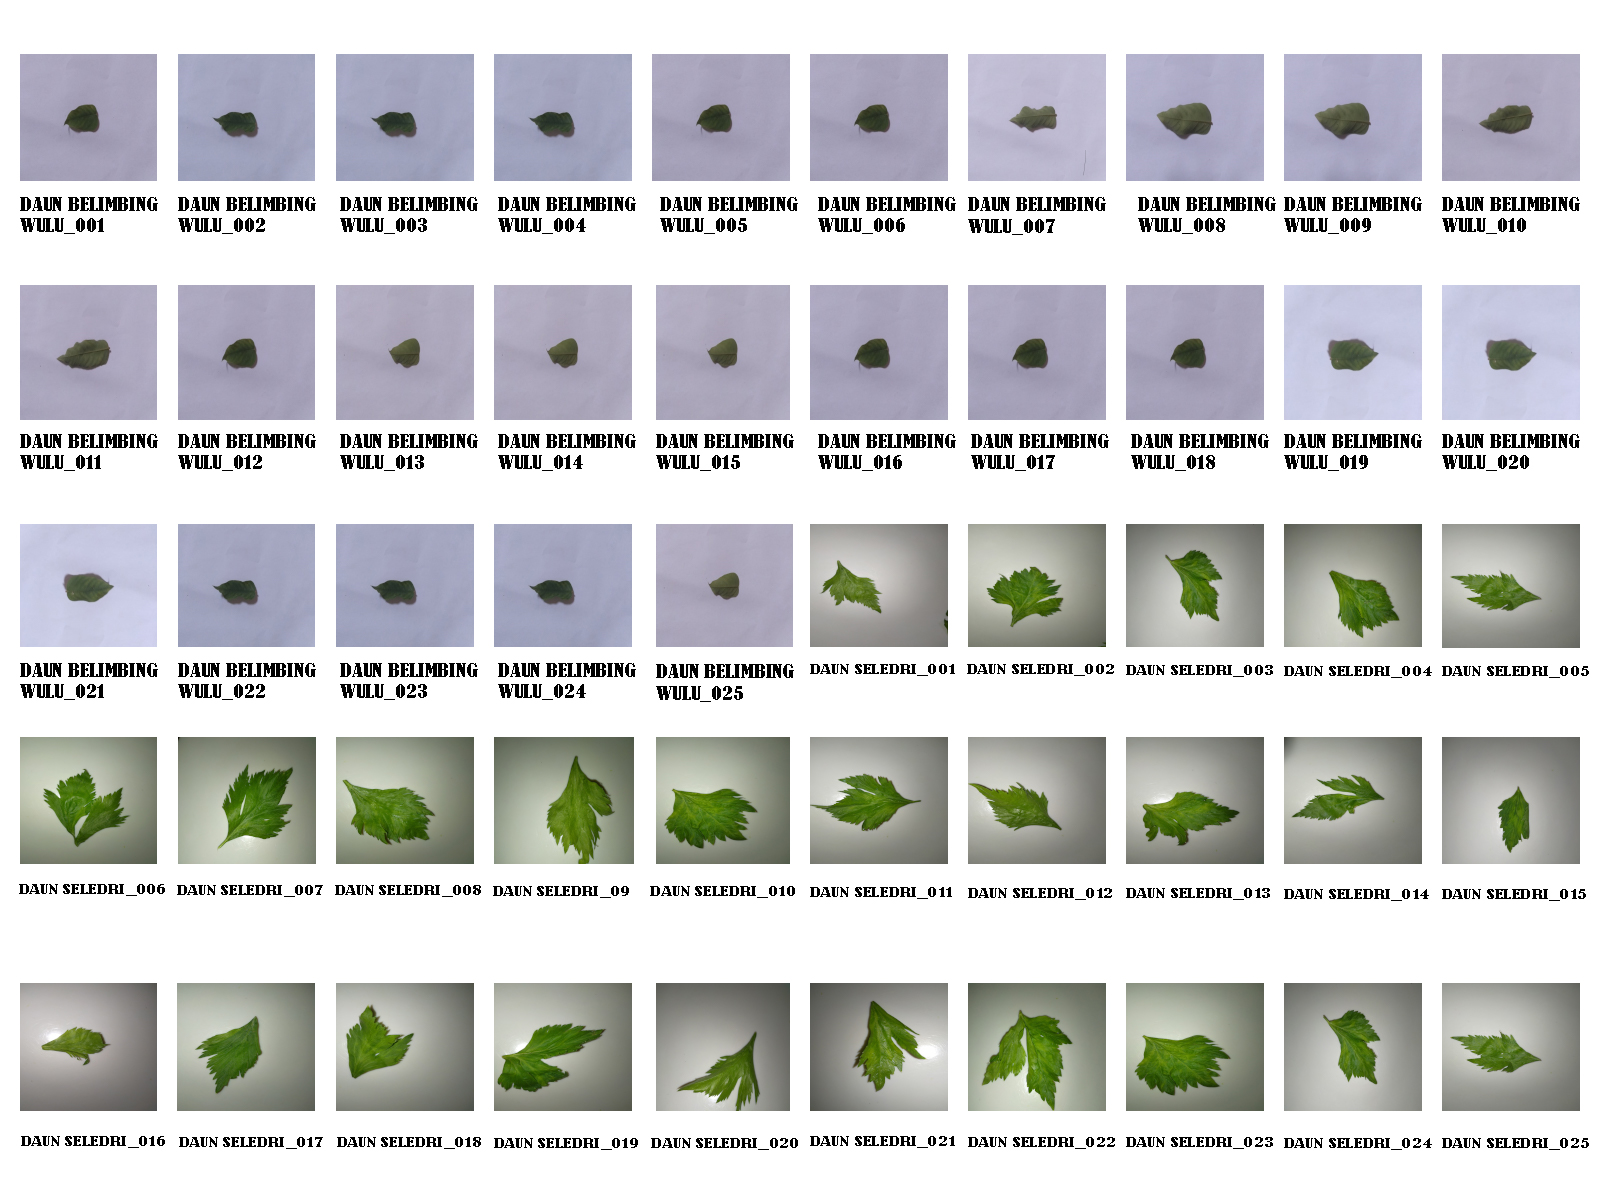 DAUN BELIMBING
WULU_001
DAUN BELIMBING
WULU_002
DAUN BELIMBING
WULU_003
DAUN BELIMBING
WULU_004
DAUN BELIMBING
WULU_005
DAUN BELIMBING
WULU_006
DAUN BELIMBING
WULU_007
DAUN BELIMBING
WULU_008
DAUN BELIMBING
WULU_009
DAUN BELIMBING
WULU_010
DAUN BELIMBING
WULU_011
DAUN BELIMBING
WULU_012
DAUN BELIMBING
WULU_013
DAUN BELIMBING
WULU_014
DAUN BELIMBING
WULU_015
DAUN BELIMBING
WULU_016
DAUN BELIMBING
WULU_017
DAUN BELIMBING
WULU_018
DAUN BELIMBING
WULU_019
DAUN BELIMBING
WULU_020
DAUN BELIMBING
WULU_021
DAUN BELIMBING
WULU_022
DAUN BELIMBING
WULU_023
DAUN BELIMBING
WULU_024
DAUN BELIMBING
WULU_025
DAUN SELEDRI_001
DAUN SELEDRI_002
DAUN SELEDRI_003
DAUN SELEDRI_004
DAUN SELEDRI_005
DAUN SELEDRI_006
DAUN SELEDRI_007
DAUN SELEDRI_008
DAUN SELEDRI_09
DAUN SELEDRI_010
DAUN SELEDRI_011
DAUN SELEDRI_012
DAUN SELEDRI_013
DAUN SELEDRI_014
DAUN SELEDRI_015
DAUN SELEDRI_016
DAUN SELEDRI_017
DAUN SELEDRI_018
DAUN SELEDRI_019
DAUN SELEDRI_020
DAUN SELEDRI_021
DAUN SELEDRI_022
DAUN SELEDRI_023
DAUN SELEDRI_024
DAUN SELEDRI_025